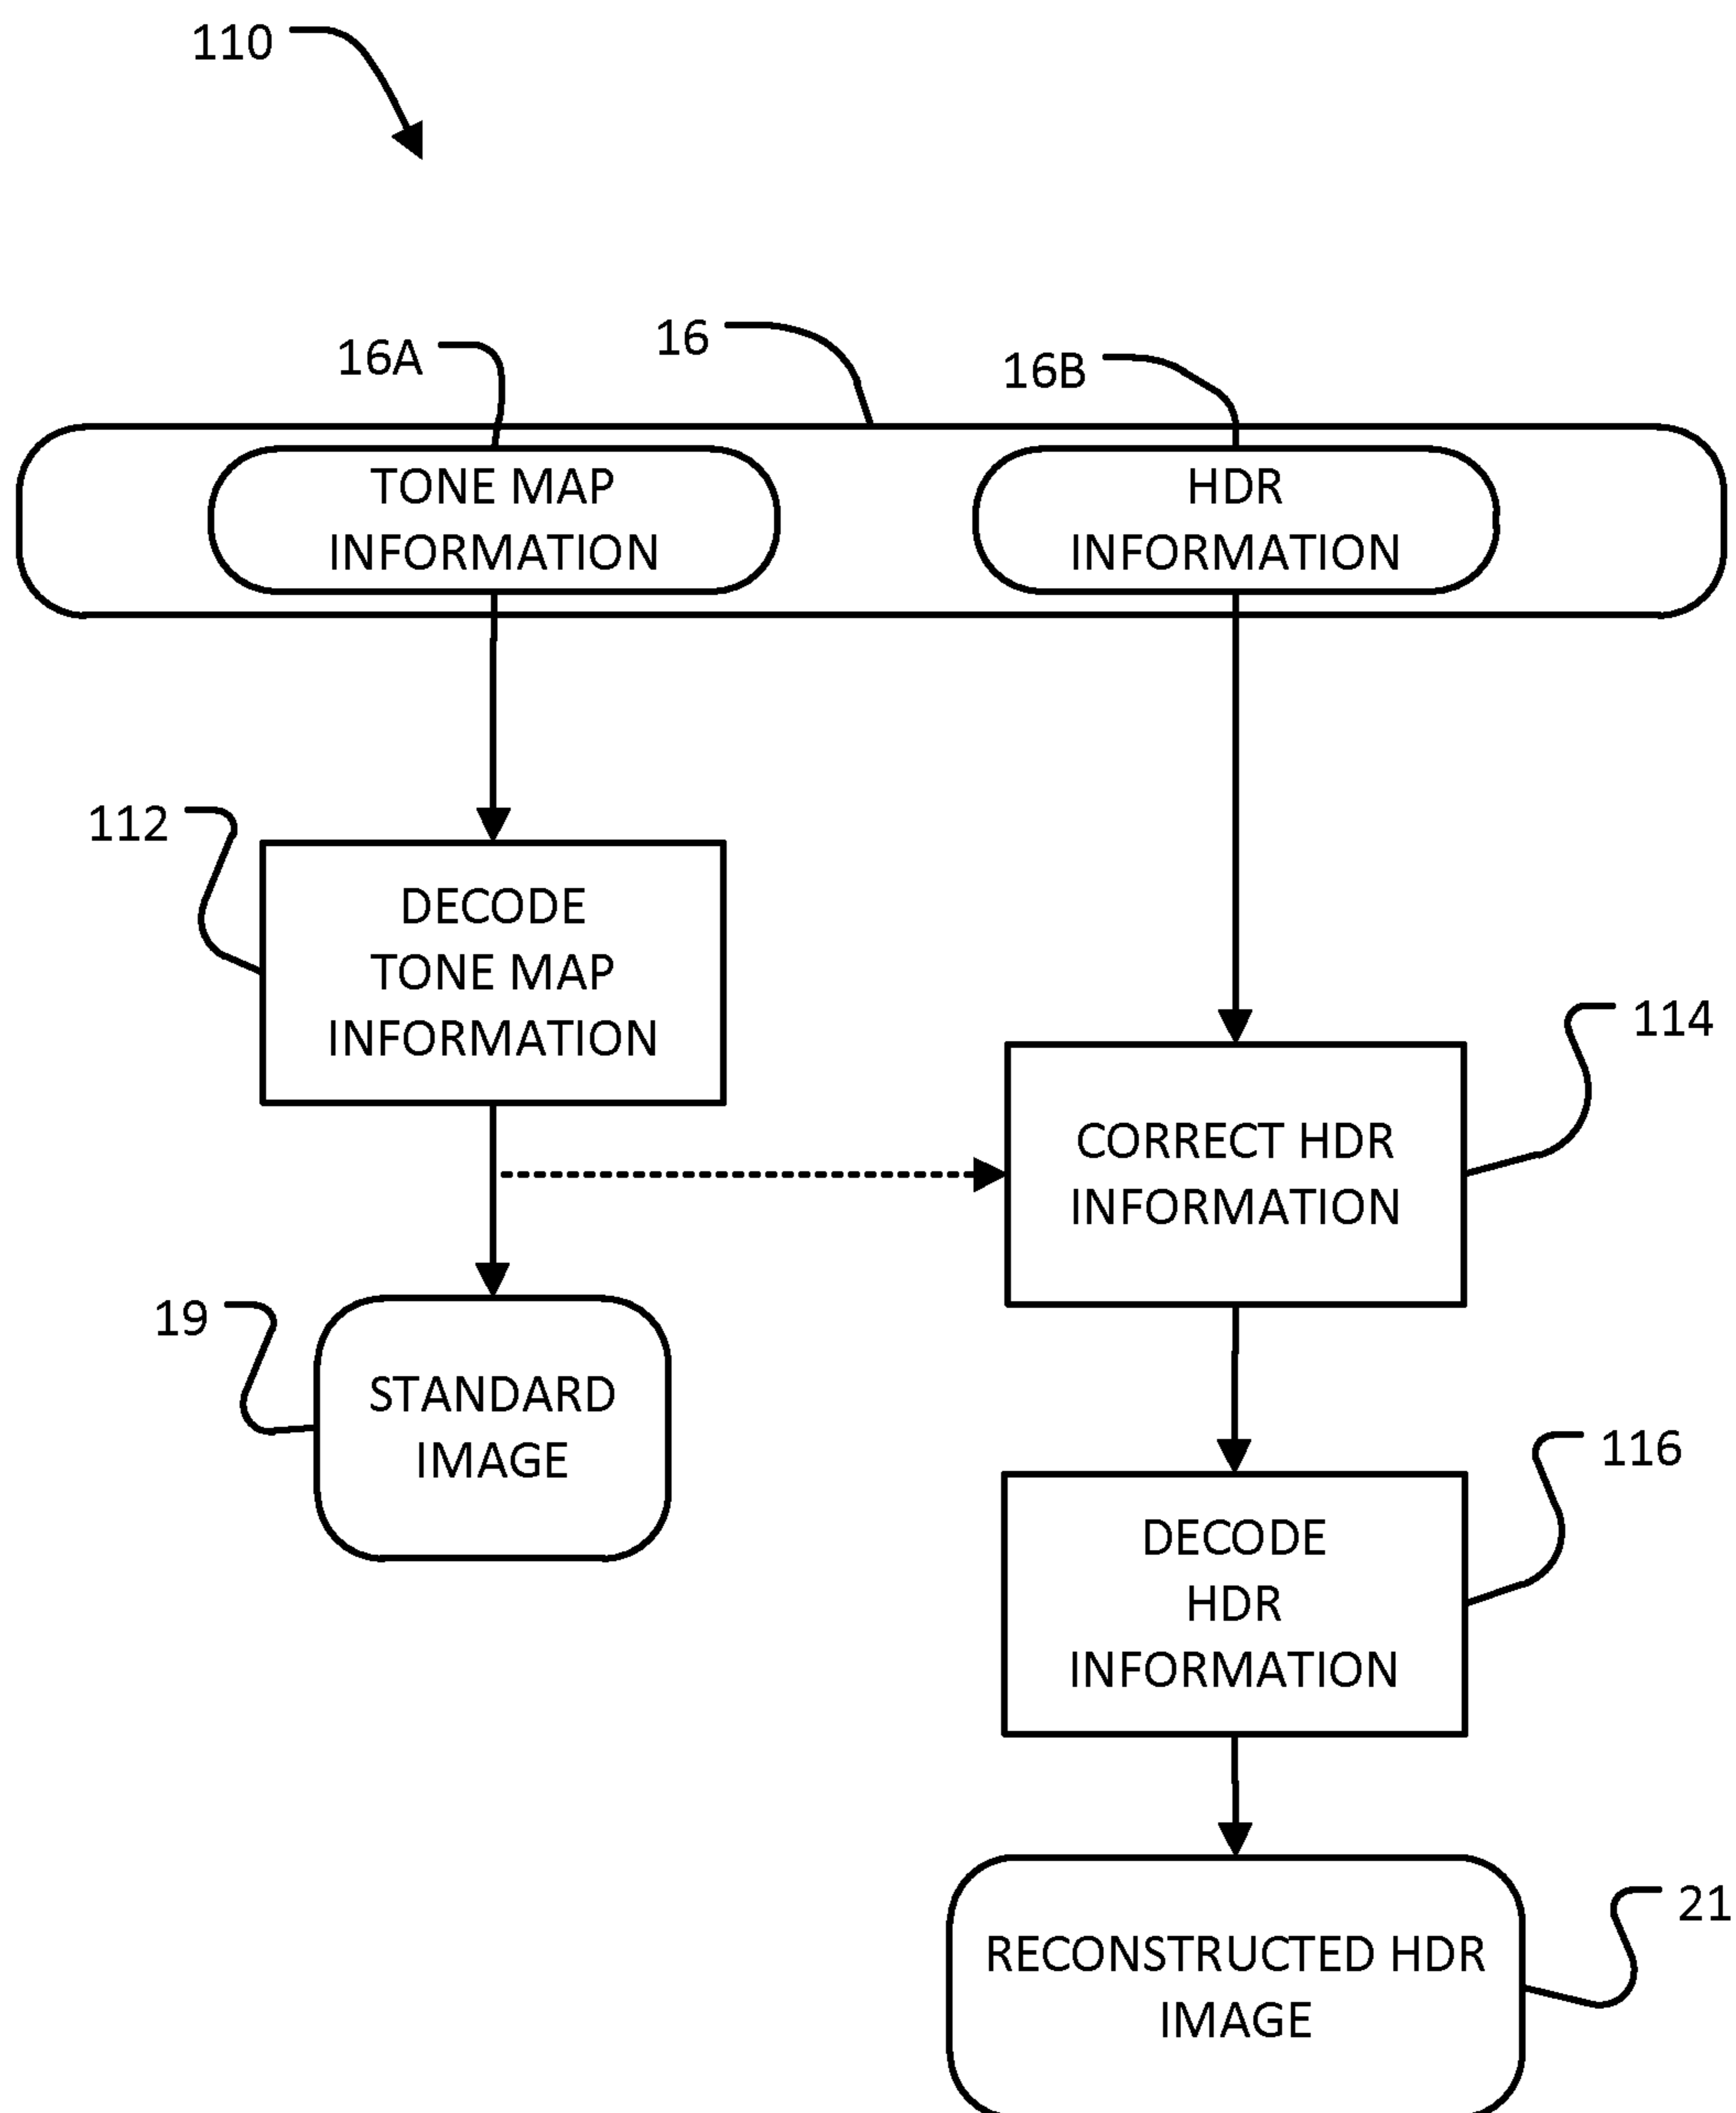 110
16A
16
16B
TONE MAP
INFORMATION
HDR
INFORMATION
112
DECODE
TONE MAP
INFORMATION
114
CORRECT HDR
INFORMATION
19
STANDARD
IMAGE
116
DECODE
HDR
INFORMATION
21
RECONSTRUCTED HDR
IMAGE